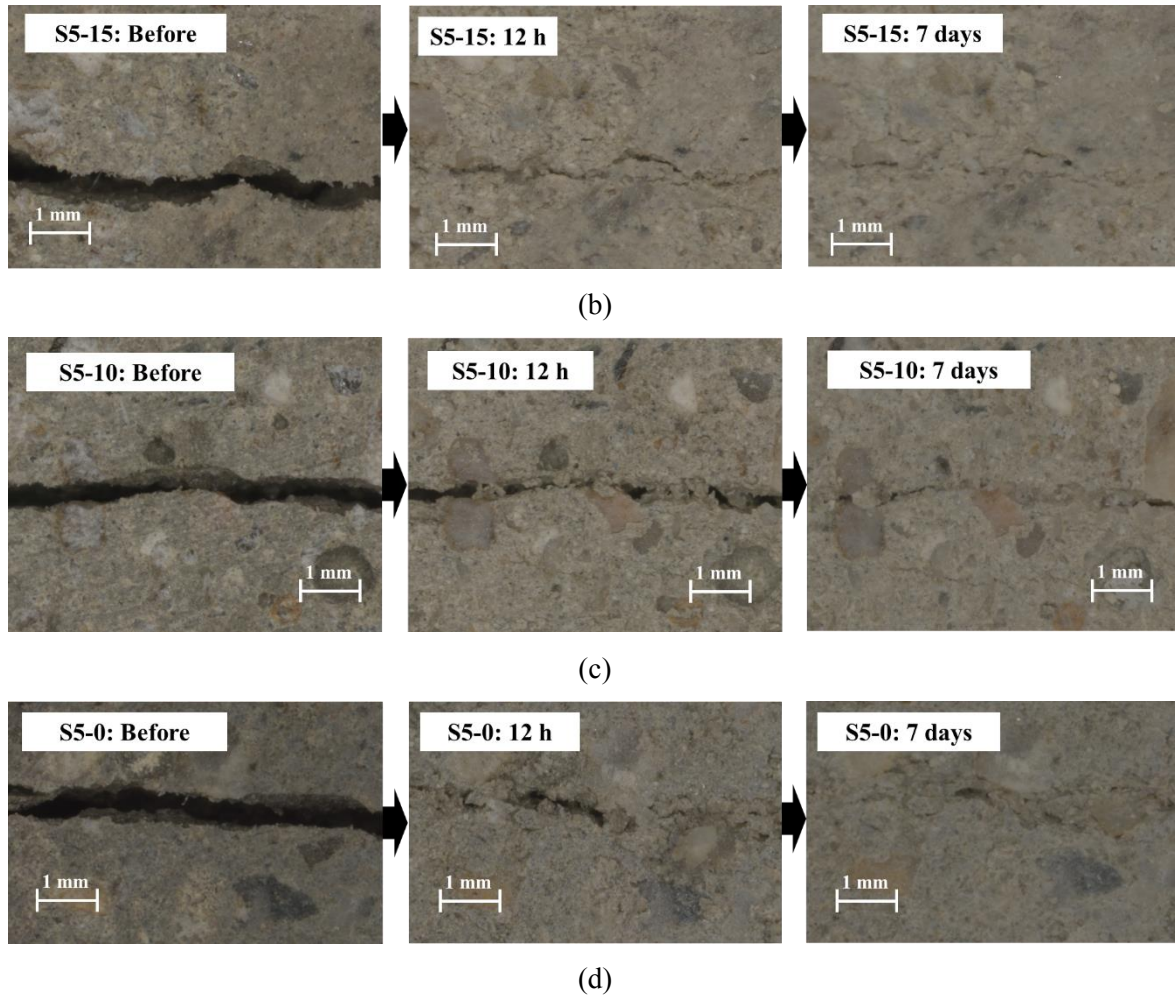 S5-15: Before
S5-15: 12 h
S5-15: 7 days
1 mm
1 mm
1 mm
(b)
S5-10: Before
S5-10: 12 h
S5-10: 7 days
1 mm
1 mm
1 mm
(c)
S5-0: Before
S5-0: 12 h
S5-0: 7 days
1 mm
1 mm
1 mm
(d)